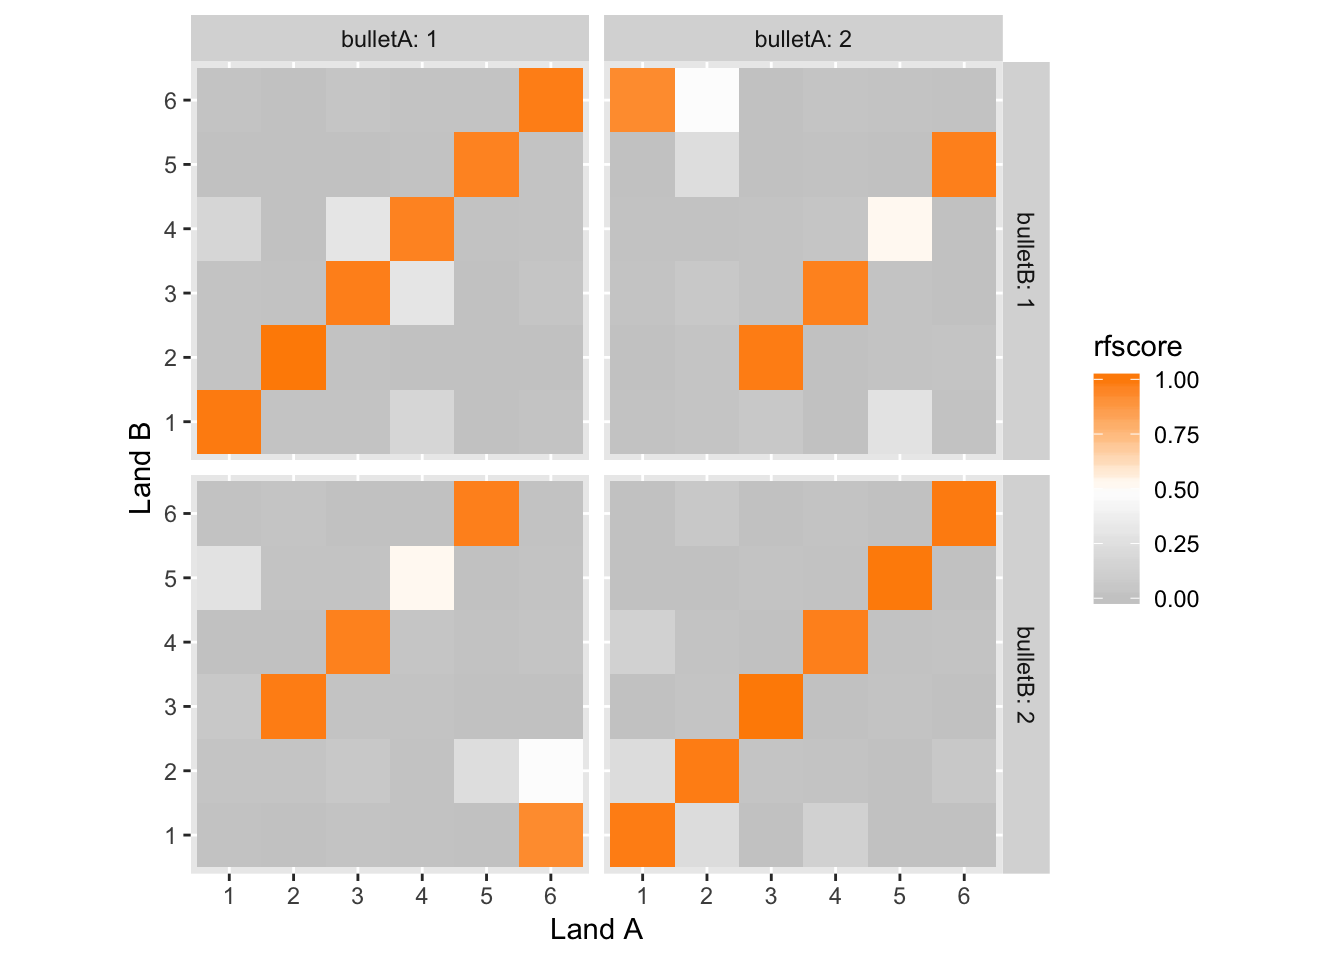 bulletA: 1
bulletA: 2
6
5
4
3
2
1
bulletB: 1
6
5
4
3
2
1
bulletB: 2
1 2 3 4 5 6
1 2 3 4 5 6
Land A
Land B
rfscore
1.00
0.75
0.50
0.25
0.00